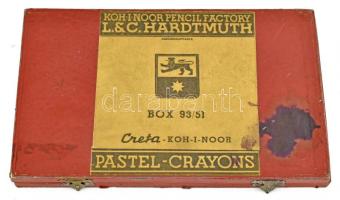 KOH-I-NOOR PENCIL FACTORY
L.&C. HARDTMUTH
BOX 93/51
Creta-KOH-I-NOOR
PASTEL-CRAYONS
darabanth